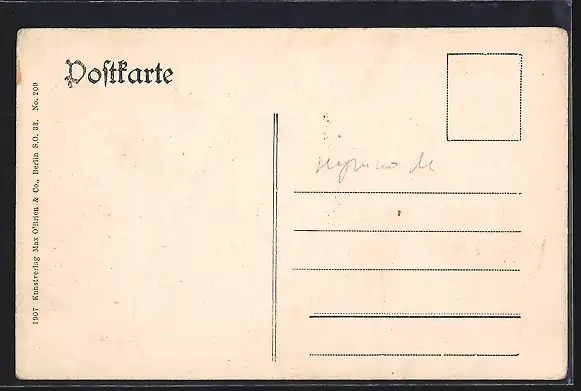 Postkarte
1907 Kunstverlag Max O'Brien & Co., Berlin S.O. 33. No. 209